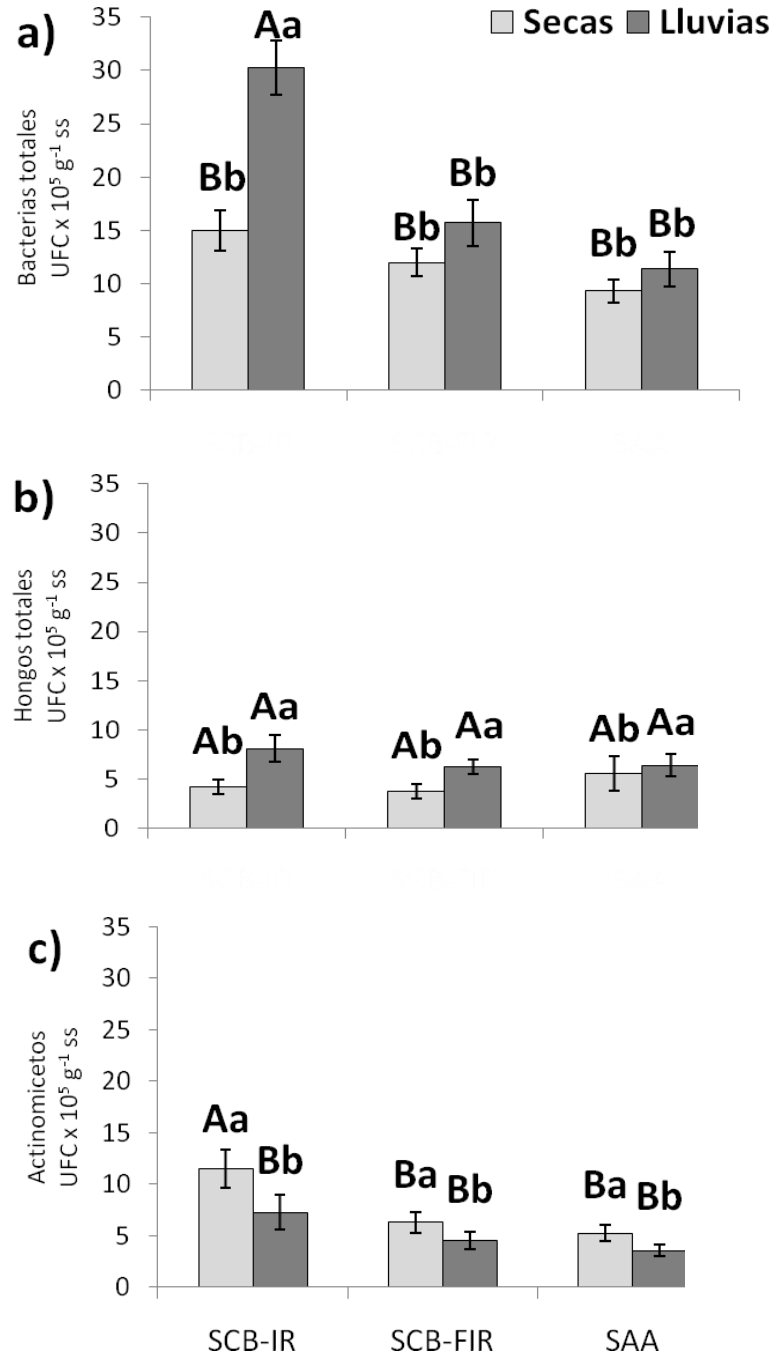 a)
Secas Lluvias
Bacterias totales
UFC x 10⁵ g⁻¹ ss
35
30
25
20
15
10
5
0
Bb Aa
Bb Bb
Bb Bb
b)
Hongos totales
UFC x 10⁵ g⁻¹ ss
35
30
25
20
15
10
5
0
Ab Aa
Ab Aa
Ab Aa
c)
Actinomicetos
UFC x 10⁵ g⁻¹ ss
35
30
25
20
15
10
5
0
Aa Bb
Ba Bb
Ba Bb
SCB-IR SCB-FIR SAA